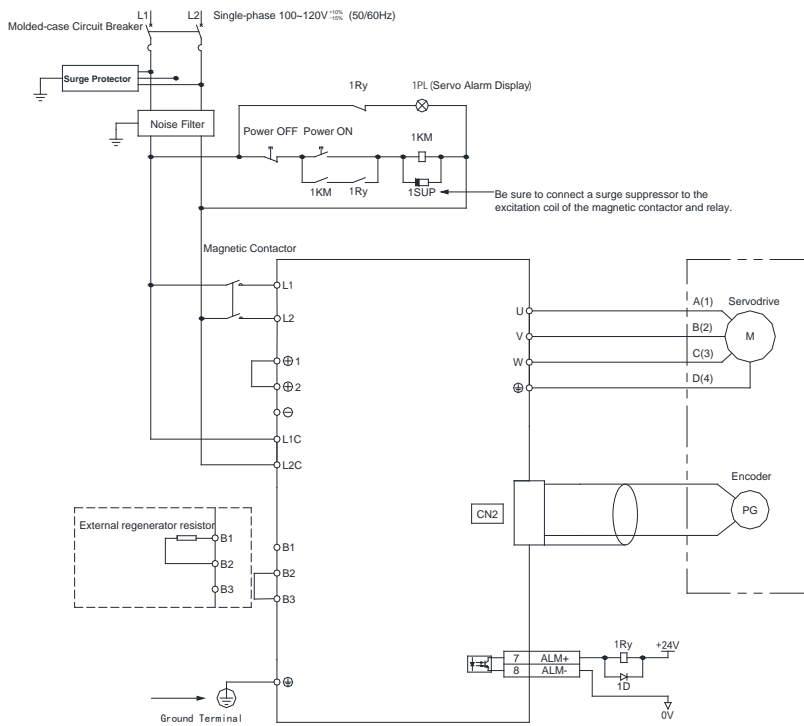 L1 L2 Single-phase 100~120V +10% -15% (50/60Hz)
Molded-case Circuit Breaker
Surge Protector
1Ry 1PL (Servo Alarm Display)
Noise Filter
Power OFF Power ON 1KM
1KM 1Ry 1SUP
Be sure to connect a surge suppressor to the
excitation coil of the magnetic contactor and relay.
Magnetic Contactor
L1
L2
1
2
L1C
L2C
U
V
W
A(1)
B(2)
C(3)
D(4)
Servodrive
M
Encoder
PG
CN2
External regenerator resistor
B1
B2
B3
B1
B2
B3
7 ALM+
8 ALM-
1Ry
1D
+24V
0V
Ground Terminal